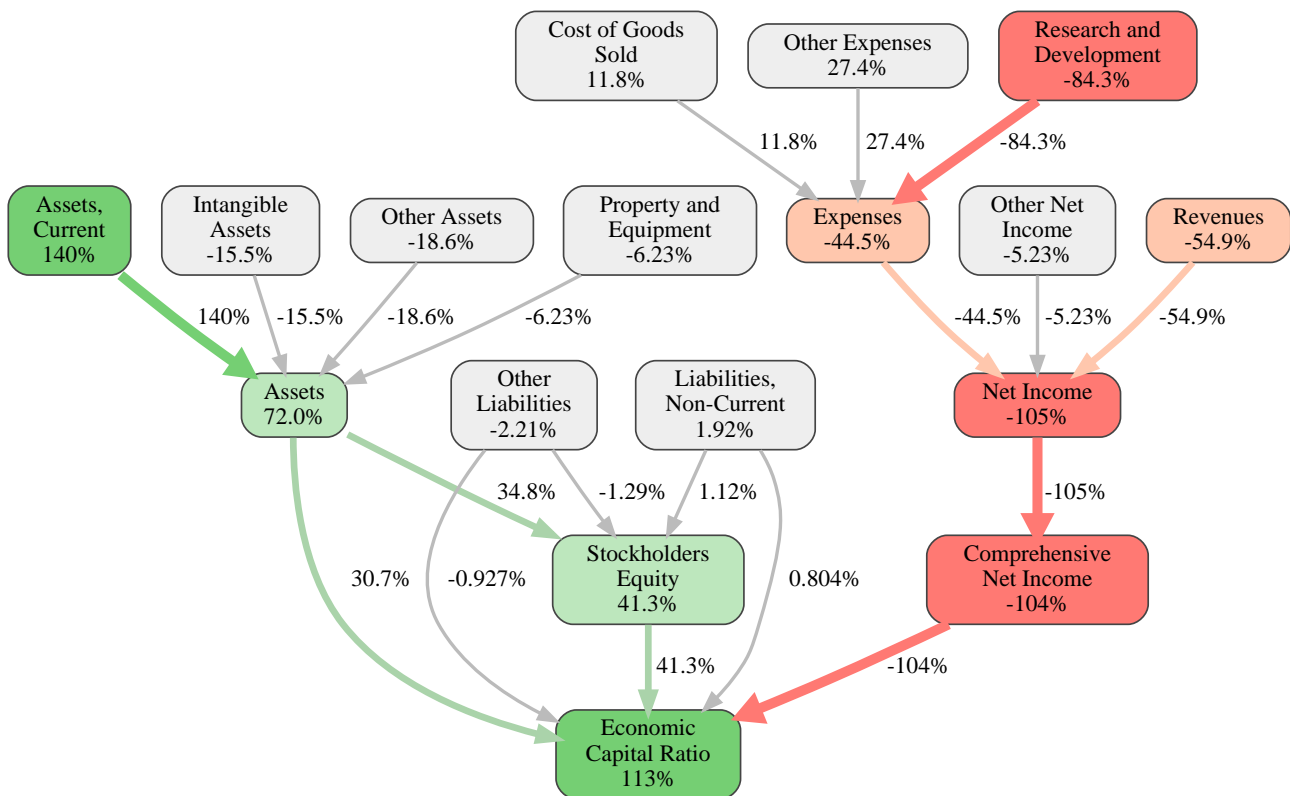 Cost of Goods
Sold
11.8%
Other Expenses
27.4%
Research and
Development
-84.3%
11.8%
27.4%
-84.3%
Assets,
Current
140%
Intangible
Assets
-15.5%
Other Assets
-18.6%
Property and
Equipment
-6.23%
Expenses
-44.5%
Other Net
Income
-5.23%
Revenues
-54.9%
140%
-15.5%
-18.6%
-6.23%
-44.5%
-5.23%
-54.9%
Assets
72.0%
Other
Liabilities
-2.21%
Liabilities,
Non-Current
1.92%
Net Income
-105%
34.8%
-1.29%
1.12%
-105%
30.7%
-0.927%
Stockholders
Equity
41.3%
0.804%
Comprehensive
Net Income
-104%
41.3%
-104%
Economic
Capital Ratio
113%